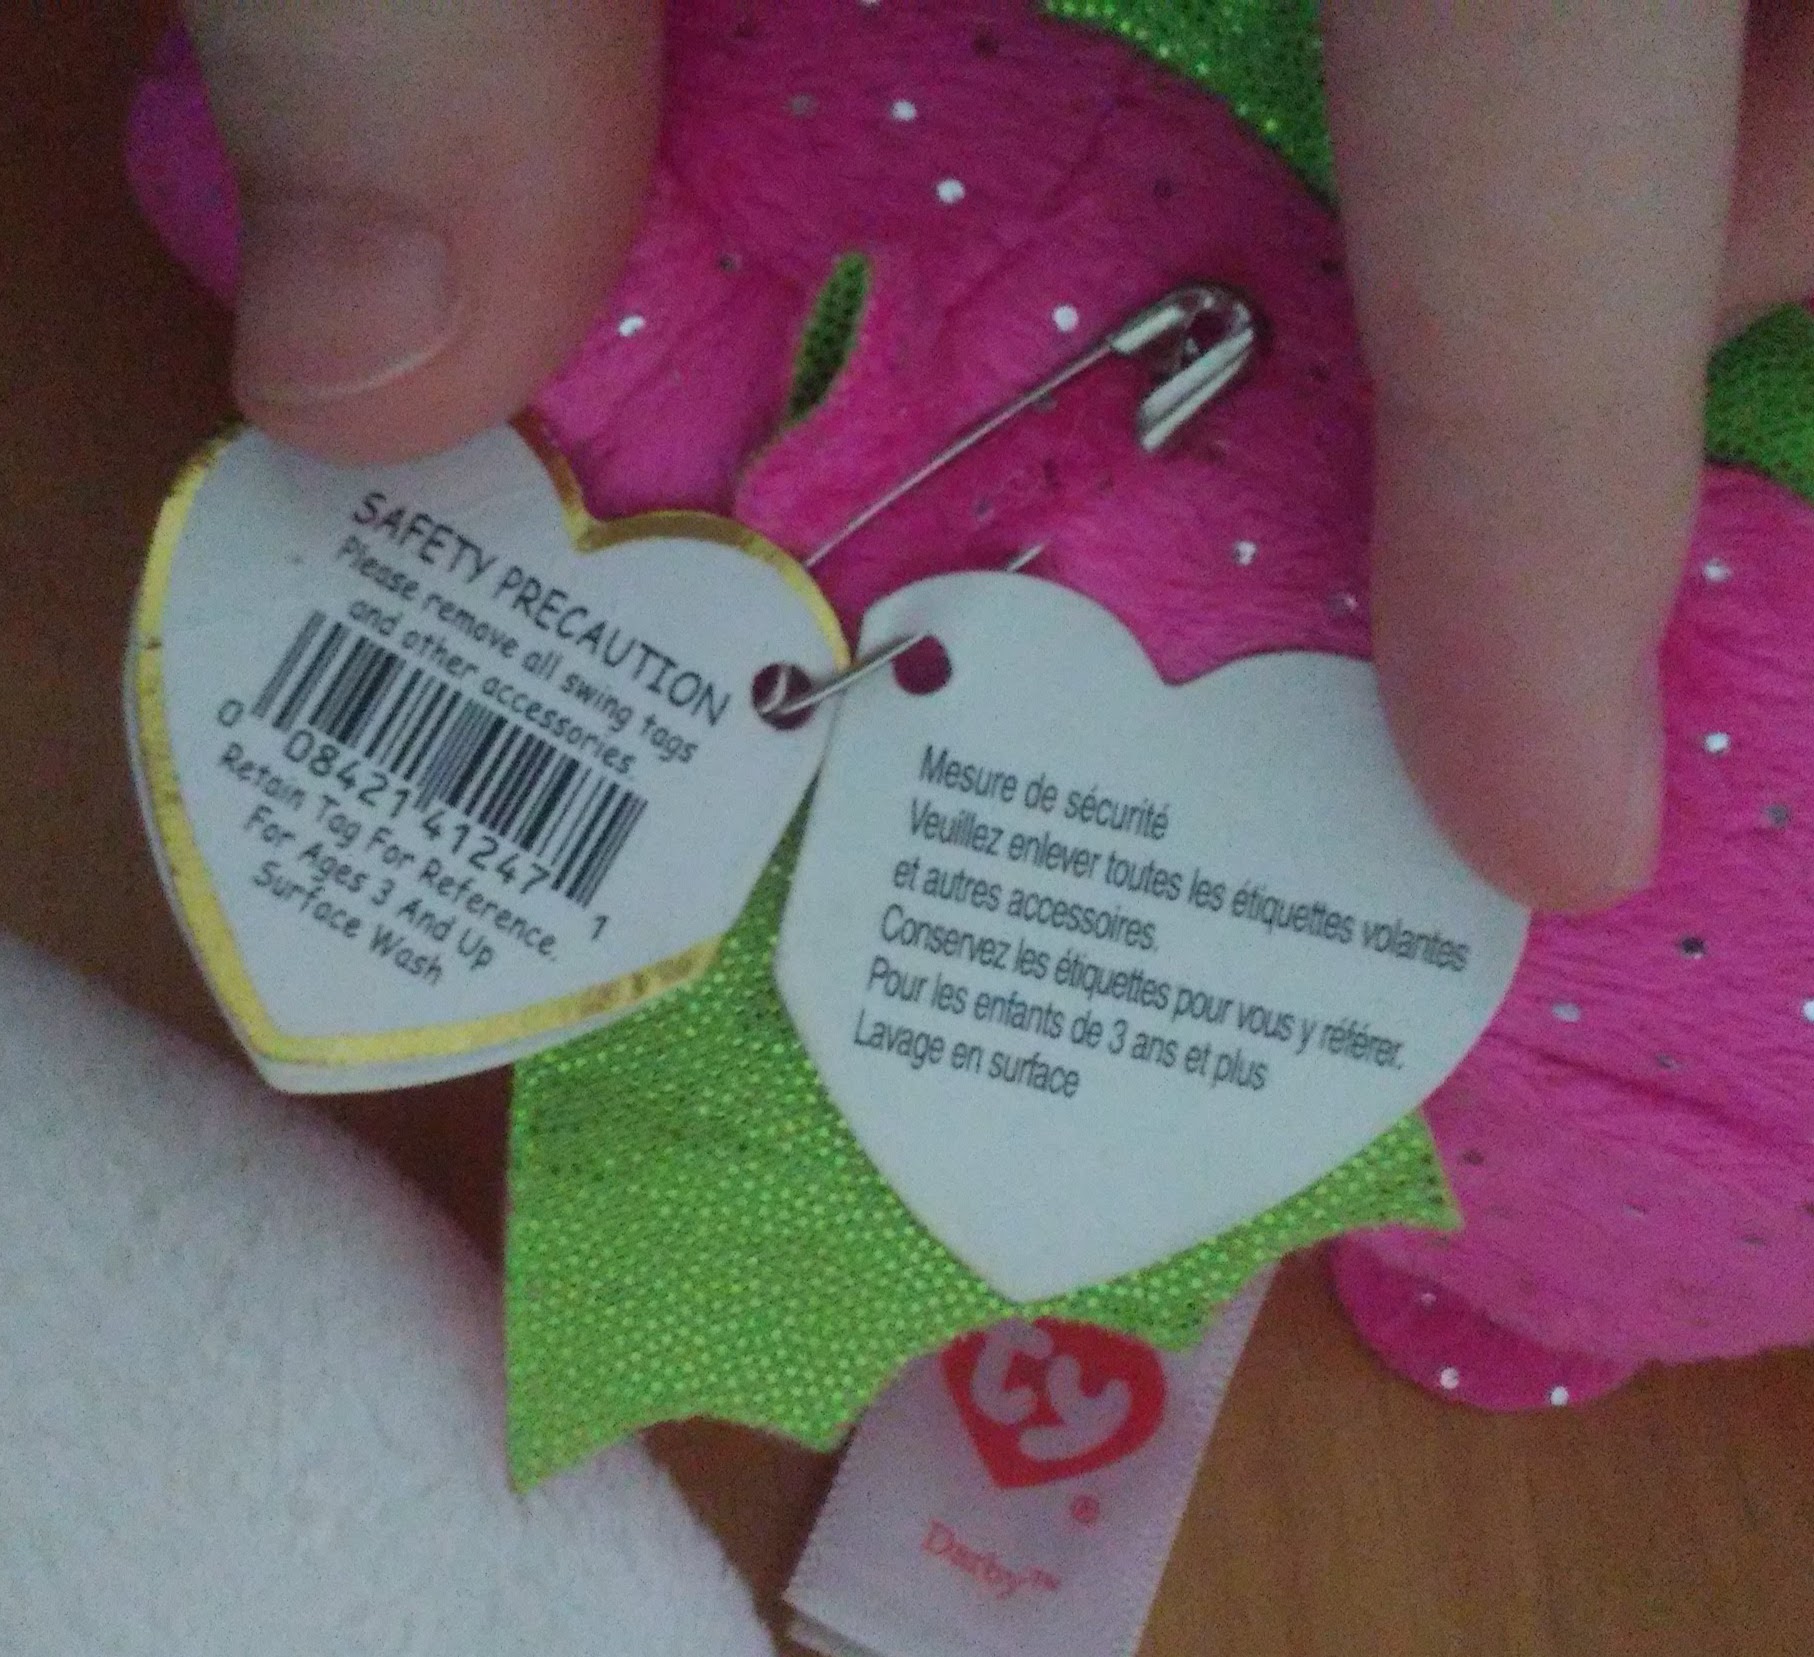 SAFETY PRECAUTION
Please remove all swing tags
and other accessories.
0 08421 41247 1
Retain Tag For Reference.
For Ages 3 And Up
Surface Wash
Mesure de sécurité
Veuillez enlever toutes les étiquettes volantes
et autres accessoires.
Conservez les étiquettes pour vous y référer.
Pour les enfants de 3 ans et plus
Lavage en surface
ty
®
Darby™